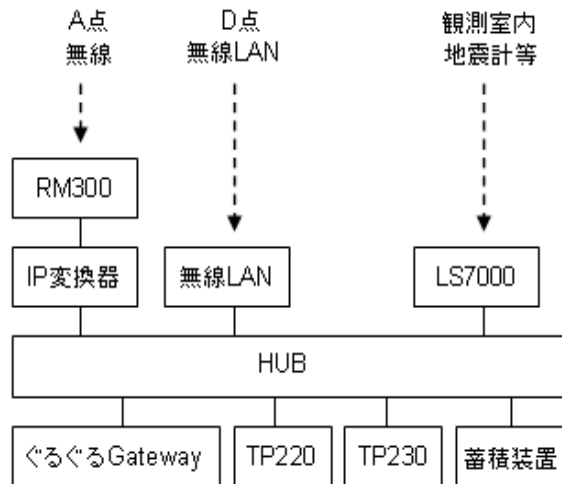 A点
無線
D点
無線LAN
観測室内
地震計等
RM300
IP変換器
無線LAN
LS7000
HUB
ぐるぐるGateway
TP220
TP230
蓄積装置